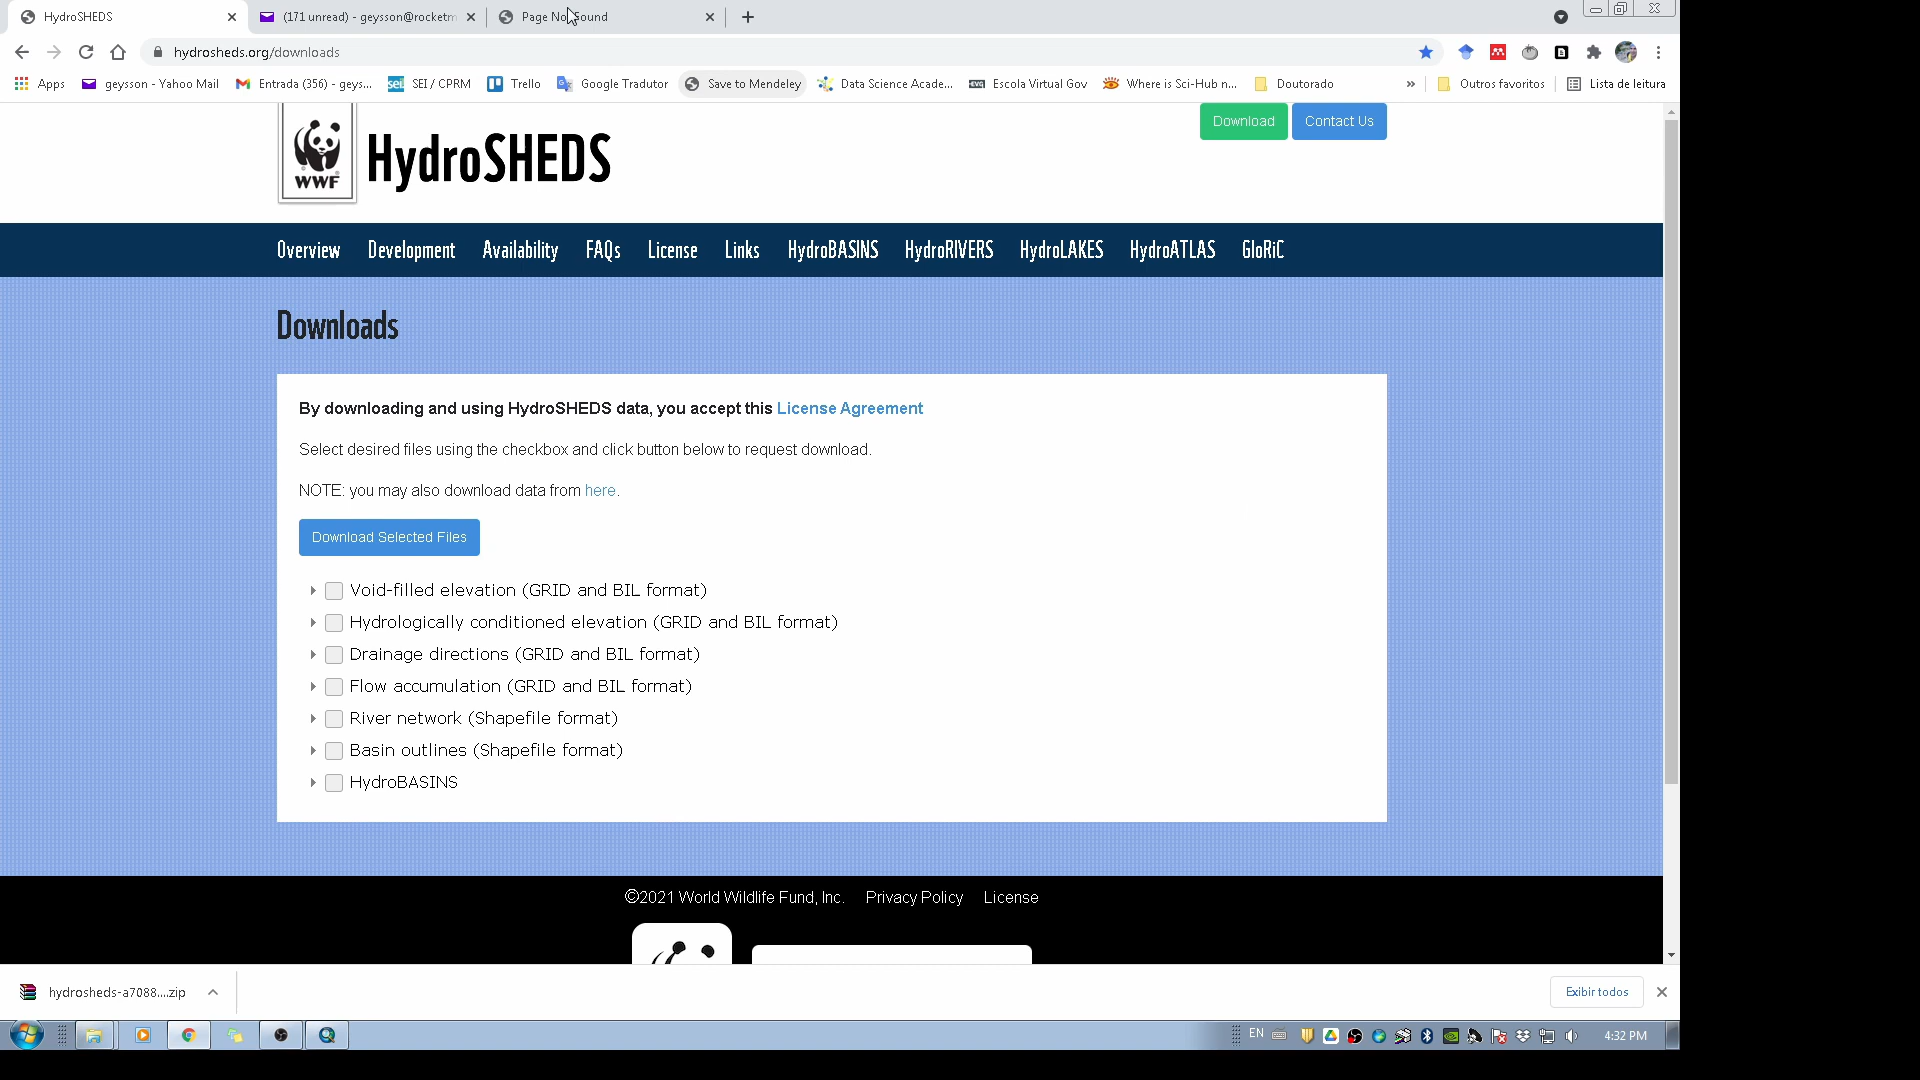 HydroSHEDS
(171 unread) - geysson@rocketm
Page No Found
hydrosheds.org/downloads
Apps
geysson - Yahoo Mail
Entrada (356) - geys...
sei
SEI / CPRM
Trello
Google Tradutor
Save to Mendeley
Data Science Acade...
Escola Virtual Gov
Where is Sci-Hub n...
Doutorado
»
Outros favoritos
Lista de leitura
WWF
HydroSHEDS
Download
Contact Us
Overview
Development
Availability
FAQs
License
Links
HydroBASINS
HydroRIVERS
HydroLAKES
HydroATLAS
GloRiC
Downloads
By downloading and using HydroSHEDS data, you accept this License Agreement
Select desired files using the checkbox and click button below to request download.
NOTE: you may also download data from here.
Download Selected Files
Void-filled elevation (GRID and BIL format)
Hydrologically conditioned elevation (GRID and BIL format)
Drainage directions (GRID and BIL format)
Flow accumulation (GRID and BIL format)
River network (Shapefile format)
Basin outlines (Shapefile format)
HydroBASINS
©2021 World Wildlife Fund, Inc.
Privacy Policy
License
hydrosheds-a7088....zip
Exibir todos
EN
4:32 PM